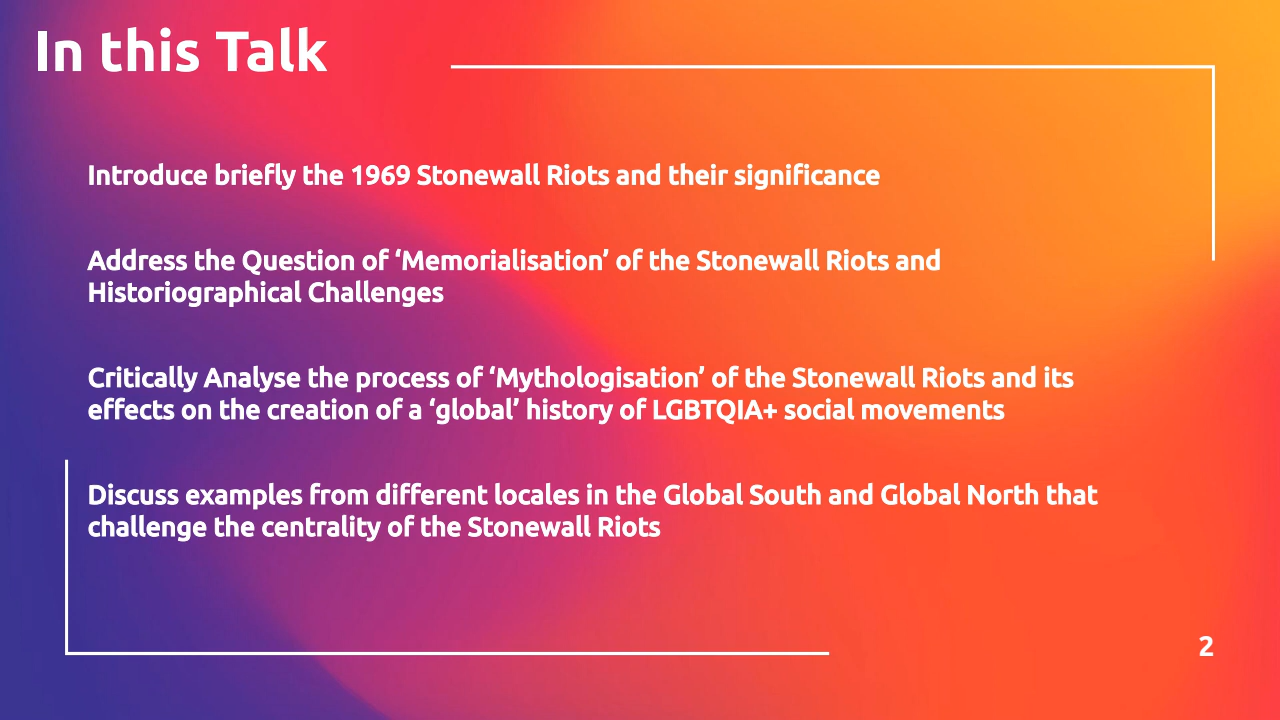 In this Talk
Introduce briefly the 1969 Stonewall Riots and their significance
Address the Question of ‘Memorialisation’ of the Stonewall Riots and
Historiographical Challenges
Critically Analyse the process of ‘Mythologisation’ of the Stonewall Riots and its
effects on the creation of a ‘global’ history of LGBTQIA+ social movements
Discuss examples from different locales in the Global South and Global North that
challenge the centrality of the Stonewall Riots
2